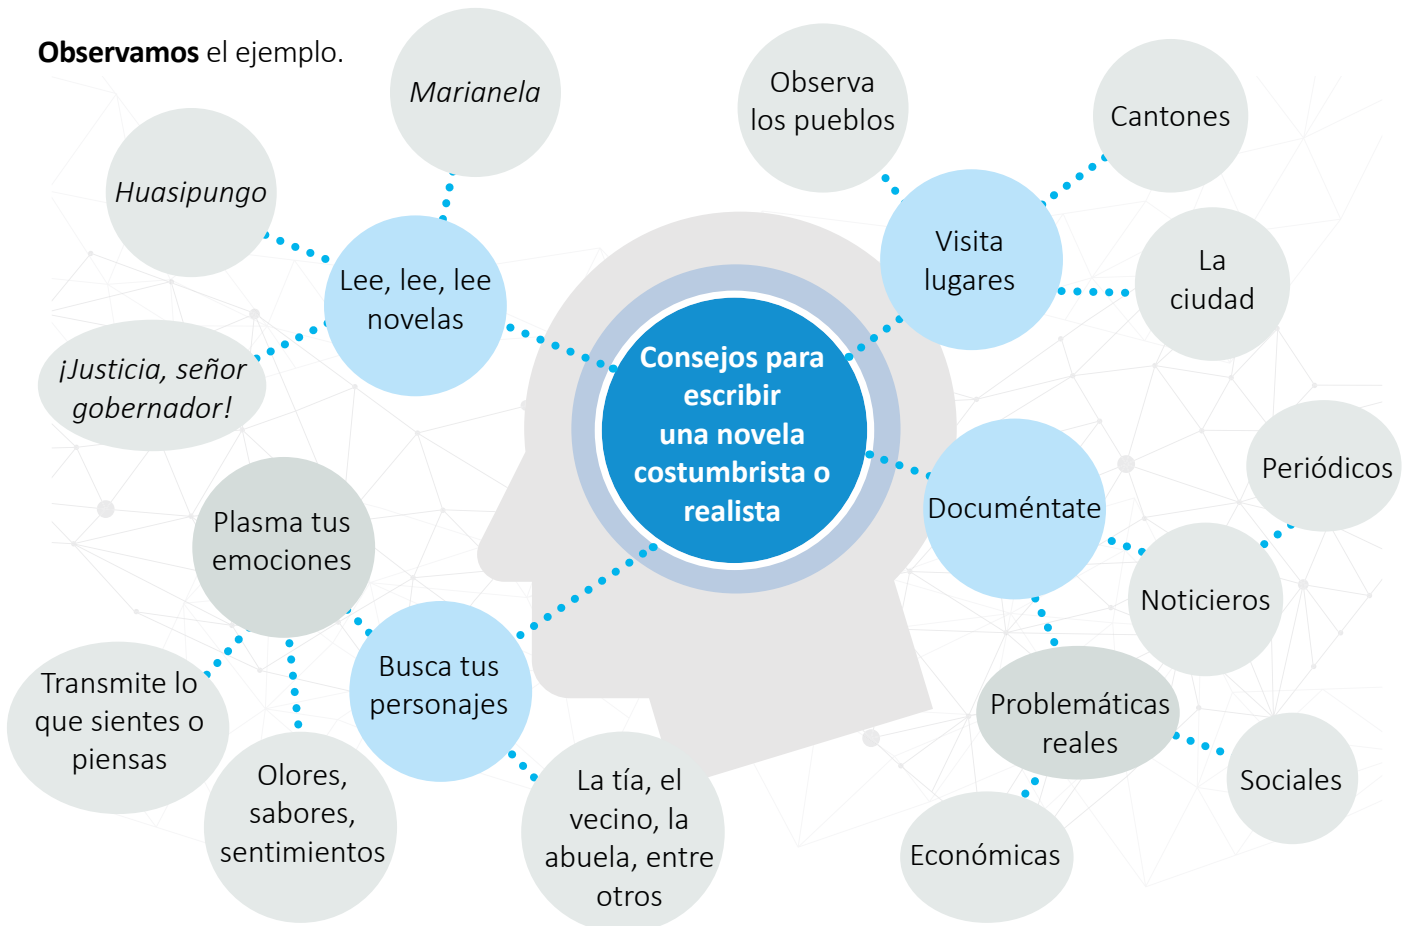 Observamos el ejemplo.
Marianela
Huasipungo
Lee, lee, lee
novelas
¡Justicia, señor
gobernador!
Observa
los pueblos
Cantones
Visita
lugares
La
ciudad
Consejos para
escribir
una novela
costumbrista o
realista
Documéntate
Periódicos
Noticieros
Problemáticas
reales
Sociales
Económicas
Plasma tus
emociones
Busca tus
personajes
Transmite lo
que sientes o
piensas
Olores,
sabores,
sentimientos
La tía, el
vecino, la
abuela, entre
otros